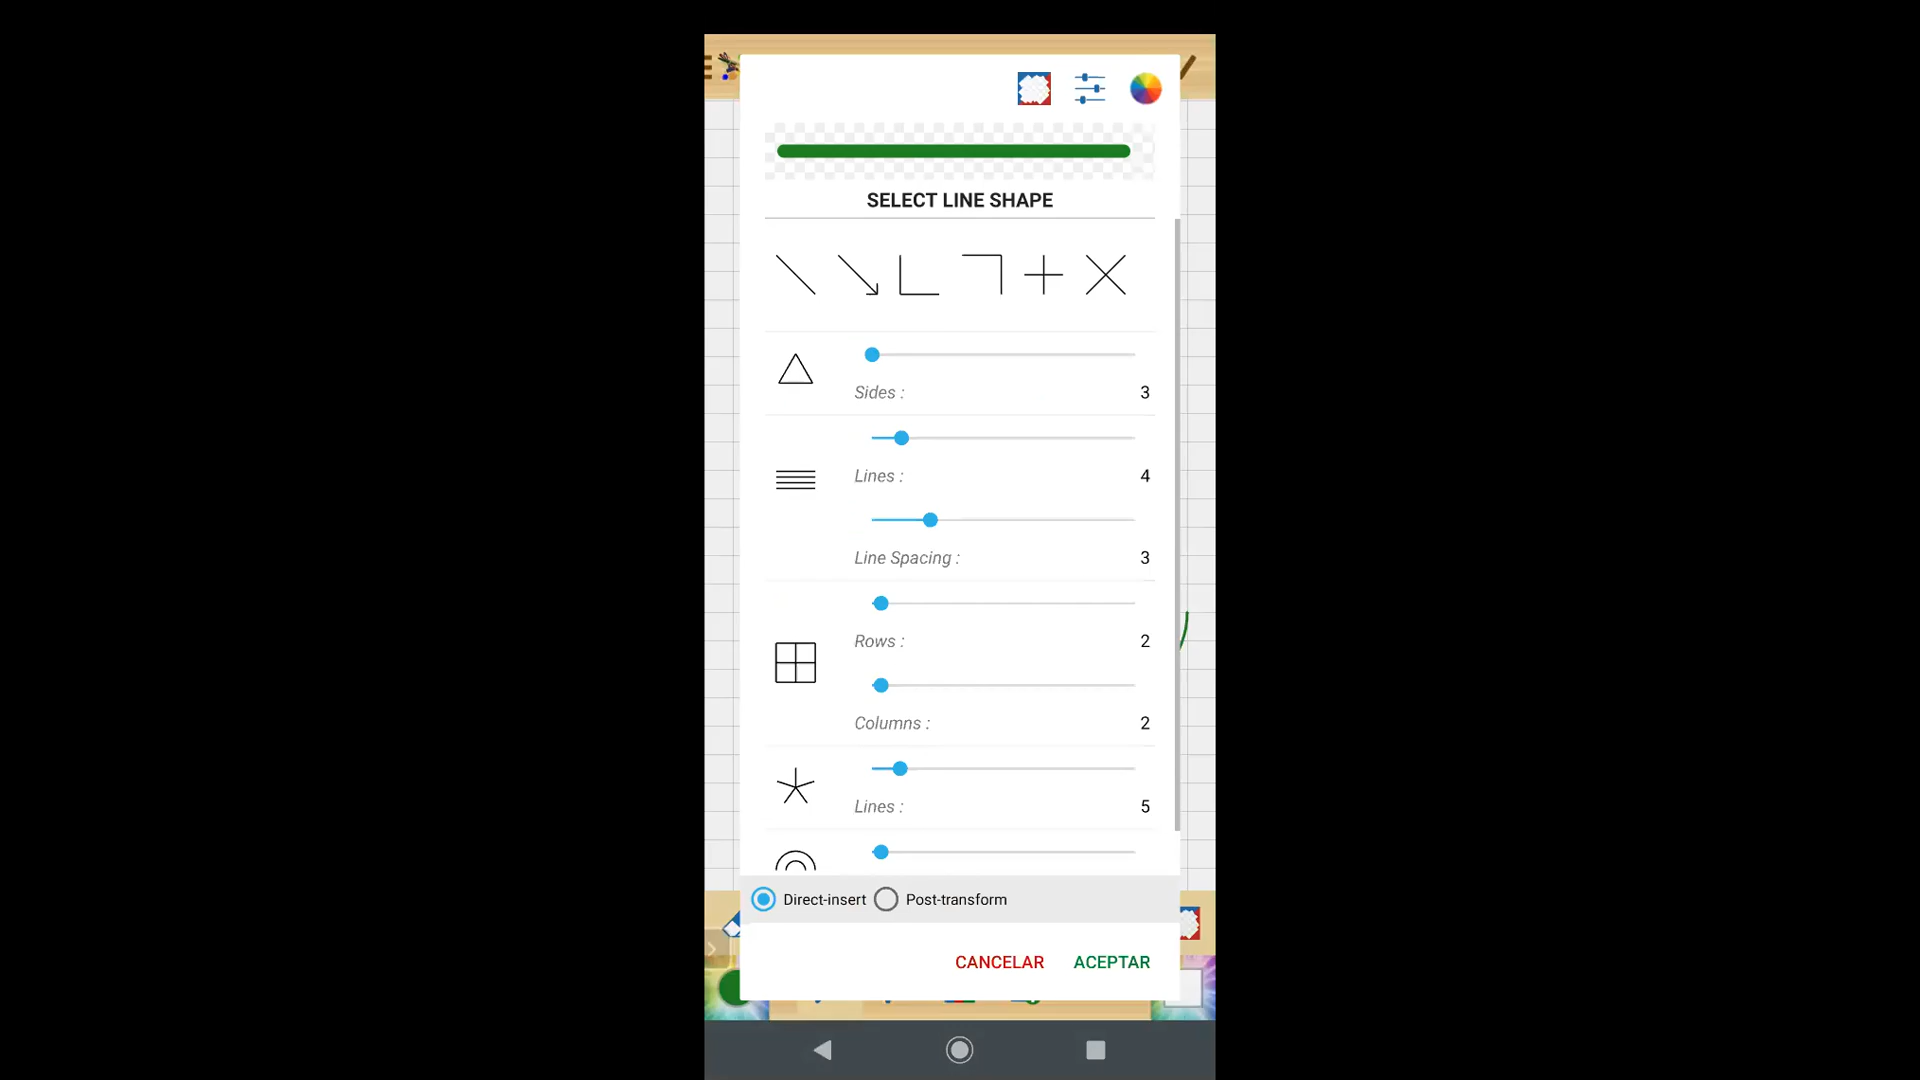 SELECT LINE SHAPE
Sides : 3
Lines : 4
Line Spacing : 3
Rows : 2
Columns : 2
Lines : 5
Direct-insert Post-transform
CANCELAR ACEPTAR